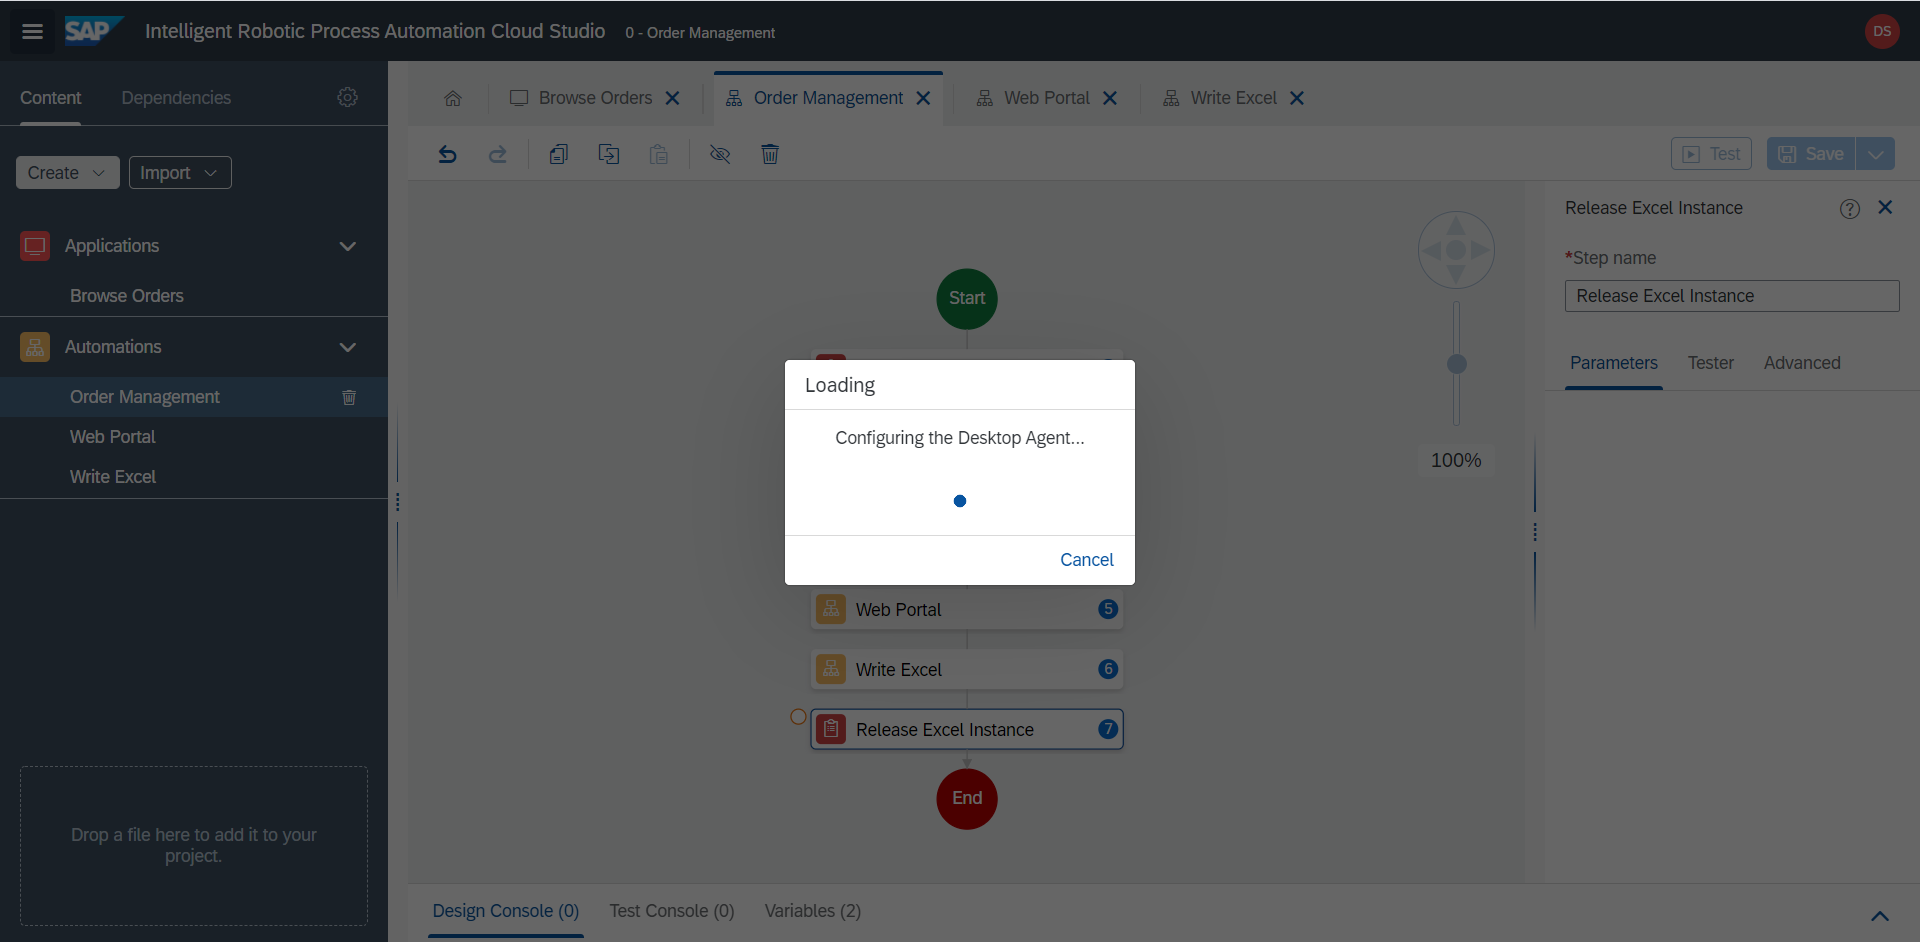 SAP Intelligent Robotic Process Automation Cloud Studio 0 - Order Management DS
Content Dependencies
Browse Orders Order Management Web Portal Write Excel
Create Import
Test Save
Applications
Browse Orders
Automations
Order Management
Web Portal
Write Excel
Drop a file here to add it to your
project.
Start
Loading
Configuring the Desktop Agent...
Cancel
Web Portal 5
Write Excel 6
Release Excel Instance 7
End
100%
Release Excel Instance ?
*Step name
Release Excel Instance
Parameters Tester Advanced
Design Console (0) Test Console (0) Variables (2)